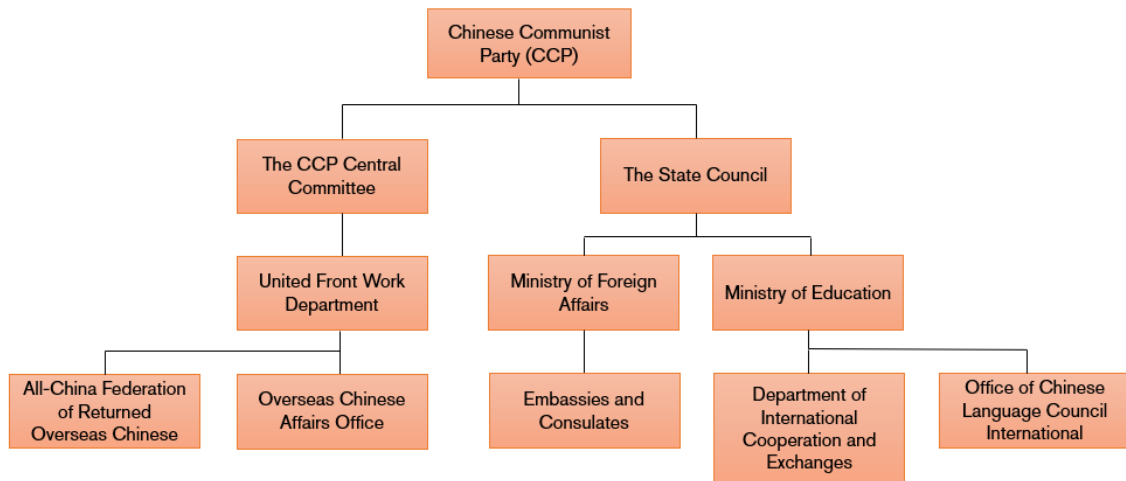 Chinese Communist
Party (CCP)
The CCP Central
Committee
The State Council
United Front Work
Department
Ministry of Foreign
Affairs
Ministry of Education
All-China Federation
of Returned
Overseas Chinese
Overseas Chinese
Affairs Office
Embassies and
Consulates
Department of
International
Cooperation and
Exchanges
Office of Chinese
Language Council
International